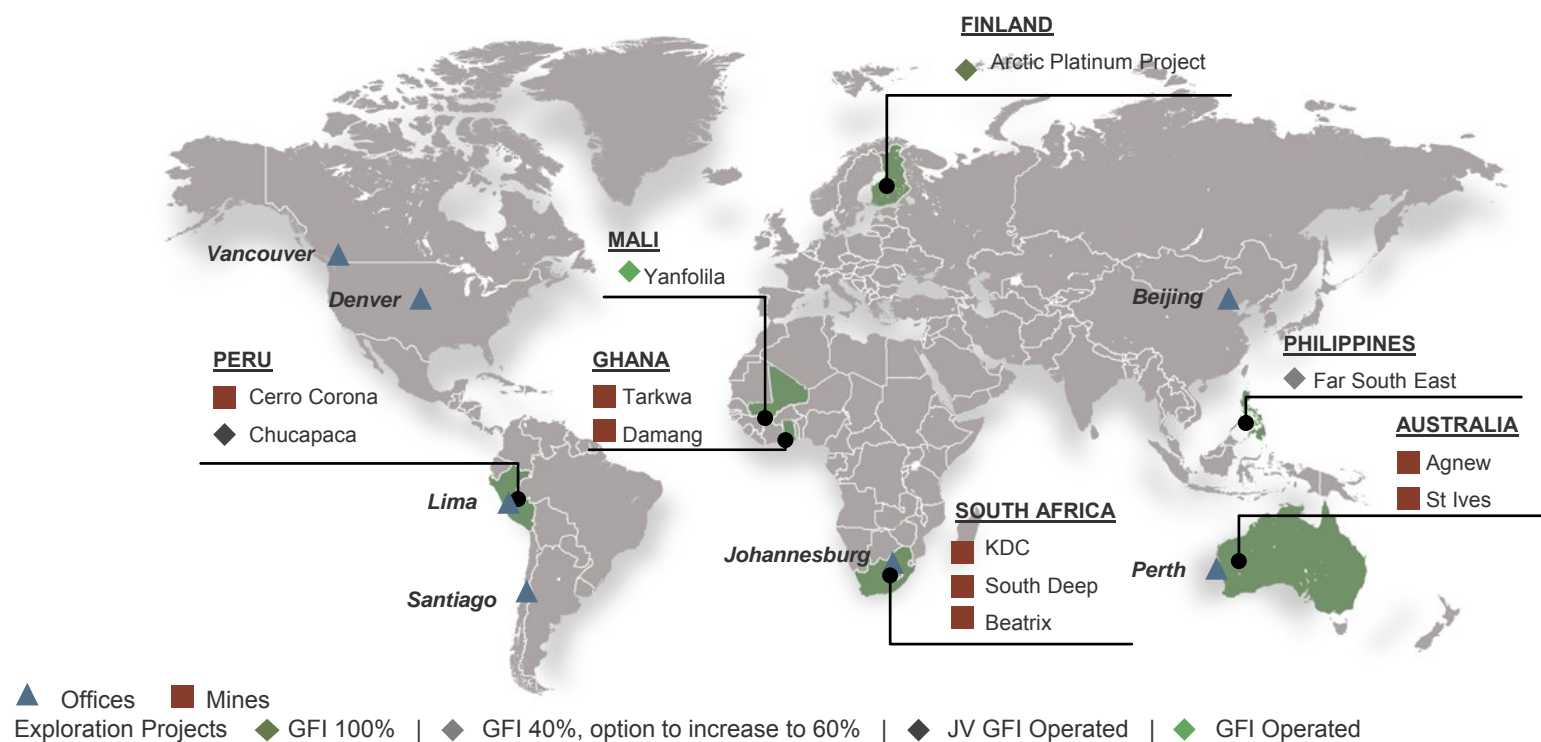 FINLAND
Arctic Platinum Project
MALI
Yanfolila
Vancouver
Denver
Beijing
PERU
Cerro Corona
Chucapaca
GHANA
Tarkwa
Damang
PHILIPPINES
Far South East
AUSTRALIA
Agnew
St Ives
Lima
SOUTH AFRICA
KDC
South Deep
Beatrix
Johannesburg
Perth
Santiago
Offices Mines
Exploration Projects GFI 100% | GFI 40%, option to increase to 60% | JV GFI Operated | GFI Operated